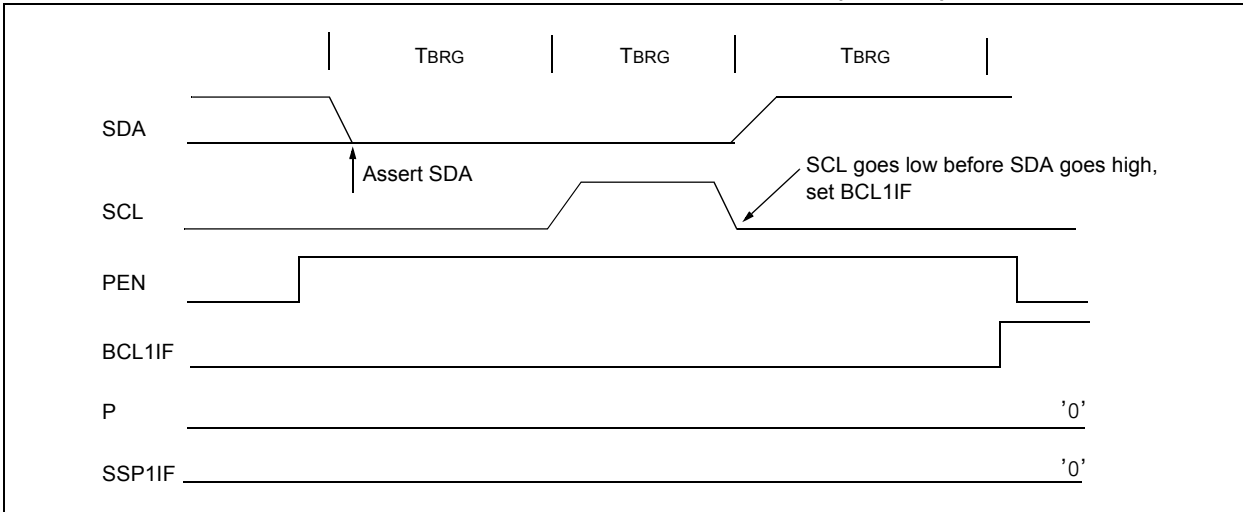 TBRG TBRG TBRG
SDA
Assert SDA
SCL goes low before SDA goes high,
set BCL1IF
SCL
PEN
BCL1IF
P '0'
SSP1IF '0'